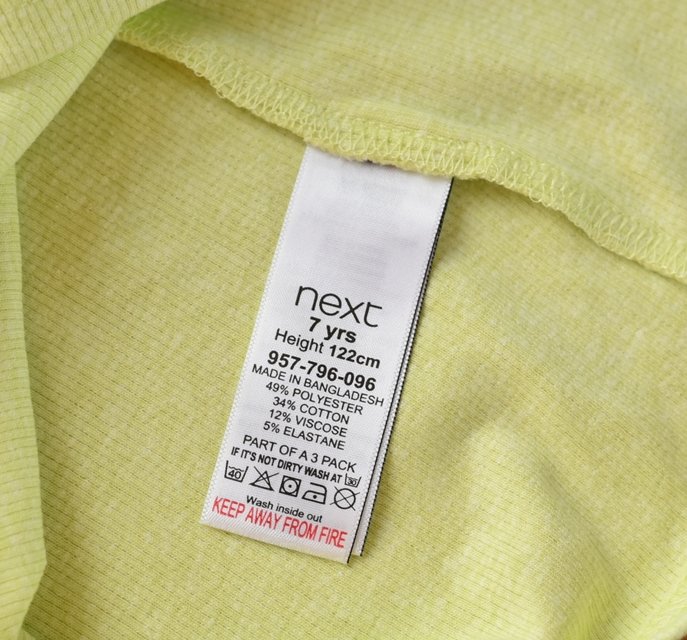 next
7 yrs
Height 122cm
957-796-096
MADE IN BANGLADESH
49% POLYESTER
34% COTTON
12% VISCOSE
5% ELASTANE
PART OF A 3 PACK
IF IT'S NOT DIRTY WASH AT 30
40
Wash inside out
KEEP AWAY FROM FIRE